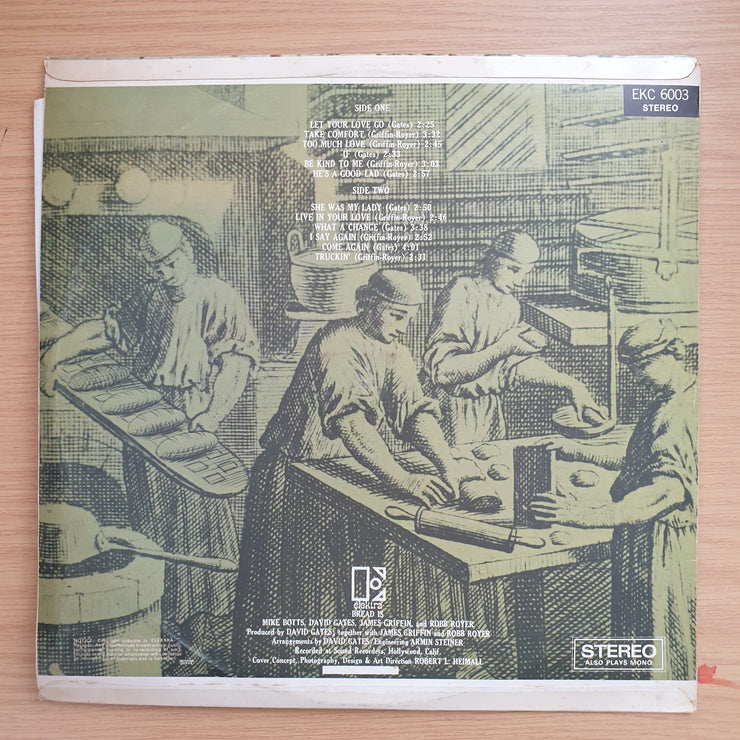 EKC 6003
STEREO
SIDE ONE
LET YOUR LOVE GO (Gates) 2:25
TAKE COMFORT (Griffin-Royer) 3:32
TOO MUCH LOVE (Griffin-Royer) 2:45
IF (Gates) 2:33
BE KIND TO ME (Griffin-Royer) 3:03
HE'S A GOOD LAD (Gates) 2:57
SIDE TWO
SHE WAS MY LADY (Gates) 2:50
LIVE IN YOUR LOVE (Griffin-Royer) 2:46
WHAT A CHANGE (Gates) 3:38
I SAY AGAIN (Griffin-Royer) 2:52
COME AGAIN (Gates) 4:01
TRUCKIN' (Griffin-Royer) 2:31
elektra
BREAD IS
MIKE BOTTS, DAVID GATES, JAMES GRIFFIN, and ROBB ROYER
Produced by DAVID GATES, together with JAMES GRIFFIN and ROBB ROYER
Arrangements by DAVID GATES/Engineering ARMIN STEINER
Recorded at Sound Recorders, Hollywood, Calif.
Cover Concept, Photography, Design & Art Direction ROBERT L. HEIMALL
STEREO
ALSO PLAYS MONO